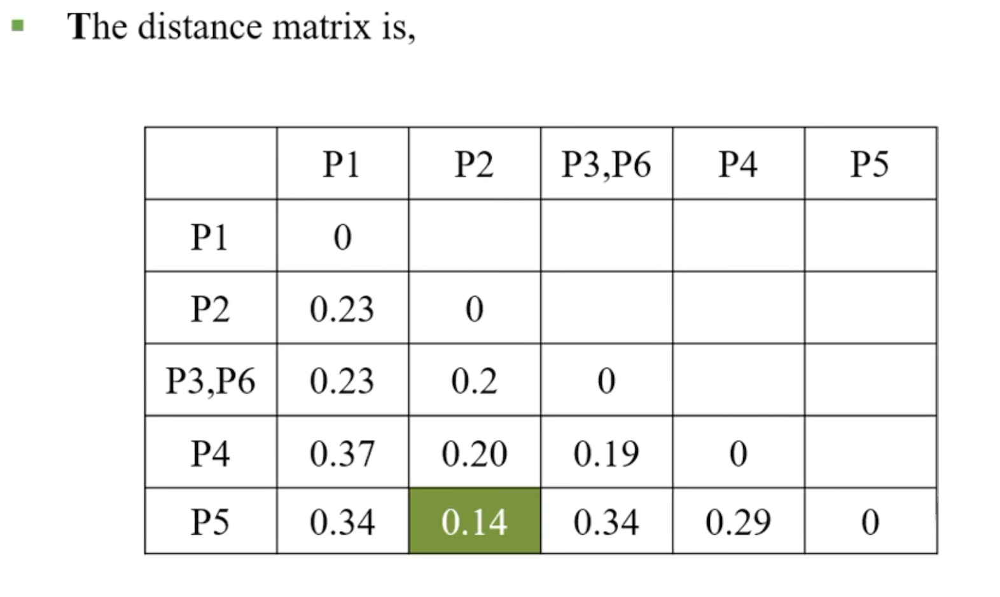 The distance matrix is,
P1 P2 P3,P6 P4 P5
P1 0
P2 0.23 0
P3,P6 0.23 0.2 0
P4 0.37 0.20 0.19 0
P5 0.34 0.14 0.34 0.29 0